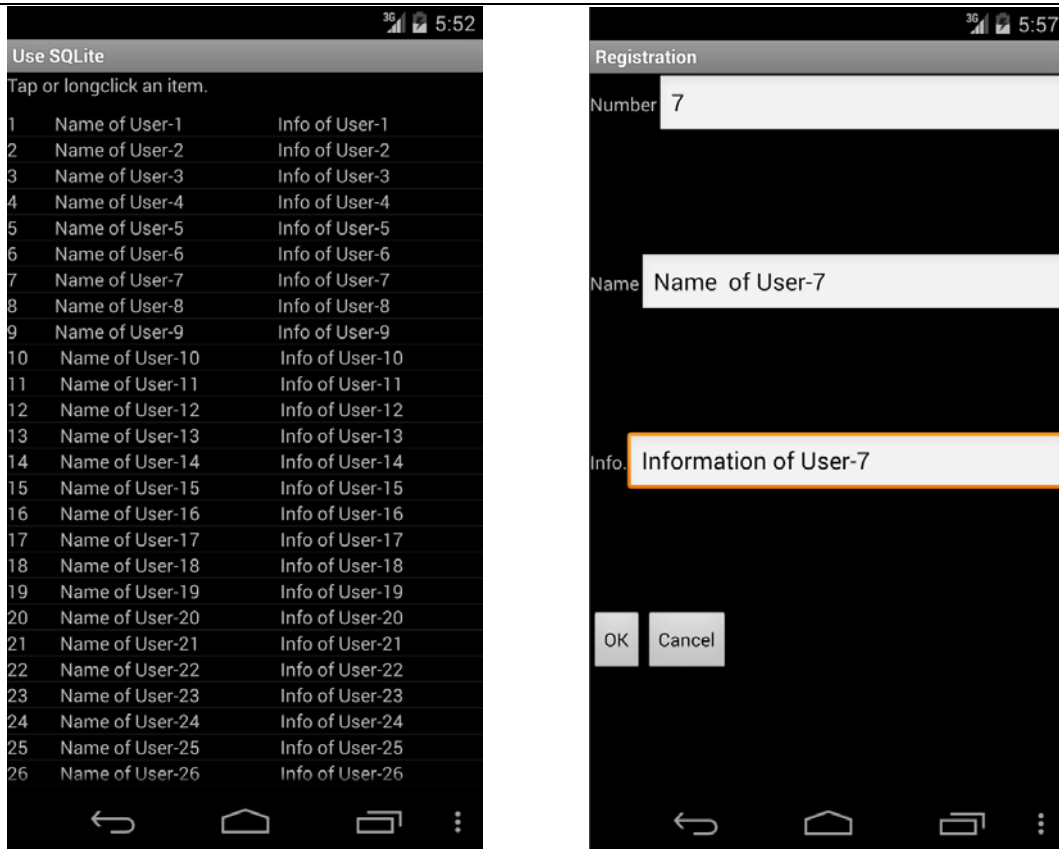 3G 5:52
Use SQLite
Tap or longclick an item.
1 Name of User-1 Info of User-1
2 Name of User-2 Info of User-2
3 Name of User-3 Info of User-3
4 Name of User-4 Info of User-4
5 Name of User-5 Info of User-5
6 Name of User-6 Info of User-6
7 Name of User-7 Info of User-7
8 Name of User-8 Info of User-8
9 Name of User-9 Info of User-9
10 Name of User-10 Info of User-10
11 Name of User-11 Info of User-11
12 Name of User-12 Info of User-12
13 Name of User-13 Info of User-13
14 Name of User-14 Info of User-14
15 Name of User-15 Info of User-15
16 Name of User-16 Info of User-16
17 Name of User-17 Info of User-17
18 Name of User-18 Info of User-18
19 Name of User-19 Info of User-19
20 Name of User-20 Info of User-20
21 Name of User-21 Info of User-21
22 Name of User-22 Info of User-22
23 Name of User-23 Info of User-23
24 Name of User-24 Info of User-24
25 Name of User-25 Info of User-25
26 Name of User-26 Info of User-26
3G 5:57
Registration
Number 7
Name Name of User-7
Info. Information of User-7
OK Cancel